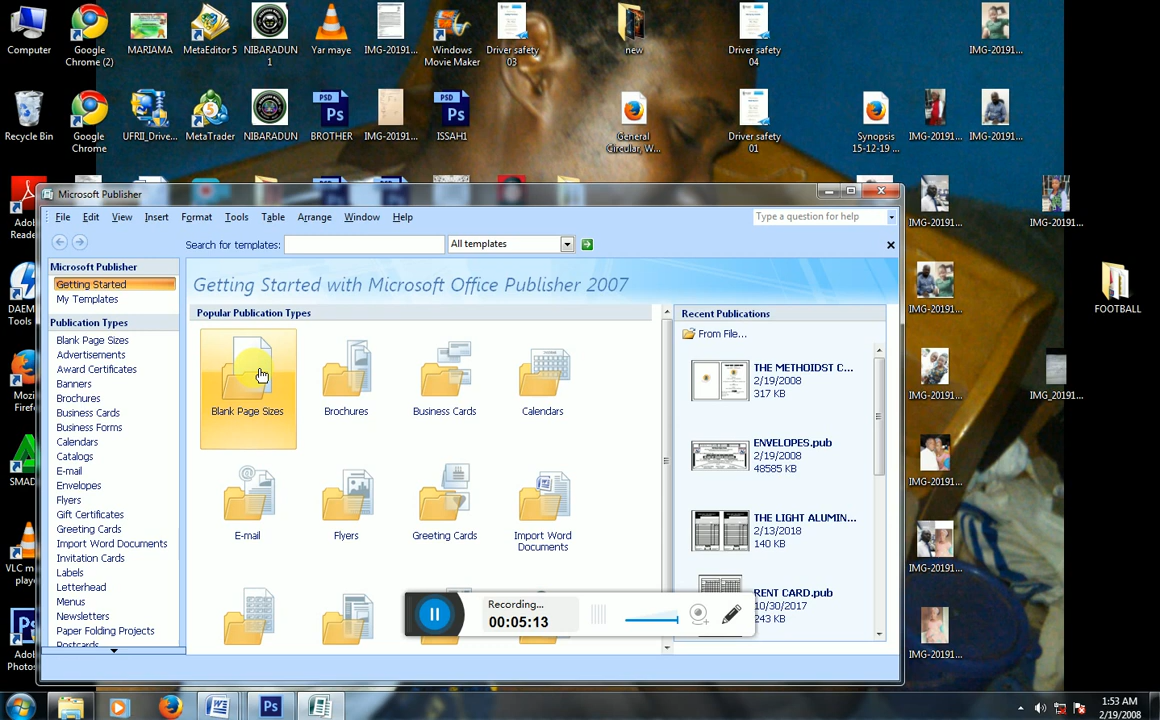 Computer
Google Chrome (2)
MARIAMA
MetaEditor 5
NIBARADUN 1
Yar maye
IMG-20191...
Windows Movie Maker
Driver safety 03
new
Driver safety 04
IMG-20191...
Recycle Bin
Google Chrome
UFRII_Drive...
MetaTrader
NIBARADUN
PSD
Ps
BROTHER
IMG-20191...
PSD
Ps
ISSAH1
General Circular, W...
Driver safety 01
Synopsis 15-12-19 ...
IMG-20191...
IMG-20191...
Microsoft Publisher
File Edit View Insert Format Tools Table Arrange Window Help
Type a question for help
Search for templates:
All templates
Microsoft Publisher
Getting Started
My Templates
Publication Types
Blank Page Sizes
Advertisements
Award Certificates
Banners
Brochures
Business Cards
Business Forms
Calendars
Catalogs
E-mail
Envelopes
Flyers
Gift Certificates
Greeting Cards
Import Word Documents
Invitation Cards
Labels
Letterhead
Menus
Newsletters
Paper Folding Projects
Postcards
Getting Started with Microsoft Office Publisher 2007
Popular Publication Types
Blank Page Sizes
Brochures
Business Cards
Calendars
E-mail
Flyers
Greeting Cards
Import Word Documents
Recent Publications
From File...
THE METHOIDST C...
2/19/2008
317 KB
ENVELOPES.pub
2/19/2008
48585 KB
THE LIGHT ALUMIN...
2/13/2018
140 KB
RENT CARD.pub
10/30/2017
243 KB
Recording...
00:05:13
IMG-20191...
IMG-20191...
IMG-20191...
FOOTBALL
IMG-20191...
IMG_20191...
IMG-20191...
IMG-20191...
IMG-20191...
Ps
1:53 AM
2/19/2008